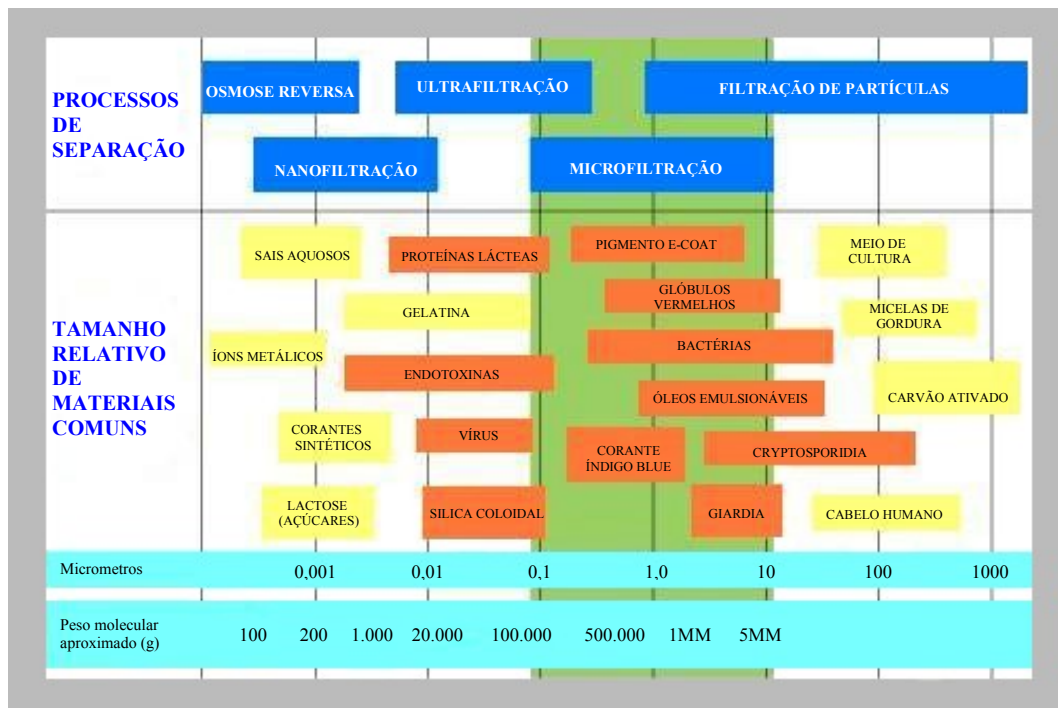 PROCESSOS
DE
SEPARAÇÃO
OSMOSE REVERSA
ULTRAFILTRAÇÃO
FILTRAÇÃO DE PARTÍCULAS
NANOFILTRAÇÃO
MICROFILTRAÇÃO
TAMANHO
RELATIVO
DE
MATERIAIS
COMUNS
SAIS AQUOSOS
PROTEÍNAS LÁCTEAS
PIGMENTO E-COAT
MEIO DE
CULTURA
GELATINA
GLÓBULOS
VERMELHOS
MICELAS DE
GORDURA
ÍONS METÁLICOS
ENDOTOXINAS
BACTÉRIAS
ÓLEOS EMULSIONÁVEIS
CARVÃO ATIVADO
CORANTES
SINTÉTICOS
VÍRUS
CORANTE
ÍNDIGO BLUE
CRYPTOSPORIDIA
LACTOSE
(AÇÚCARES)
SILICA COLOIDAL
GIARDIA
CABELO HUMANO
Micrometros 0,001 0,01 0,1 1,0 10 100 1000
Peso molecular
aproximado (g) 100 200 1.000 20.000 100.000 500.000 1MM 5MM